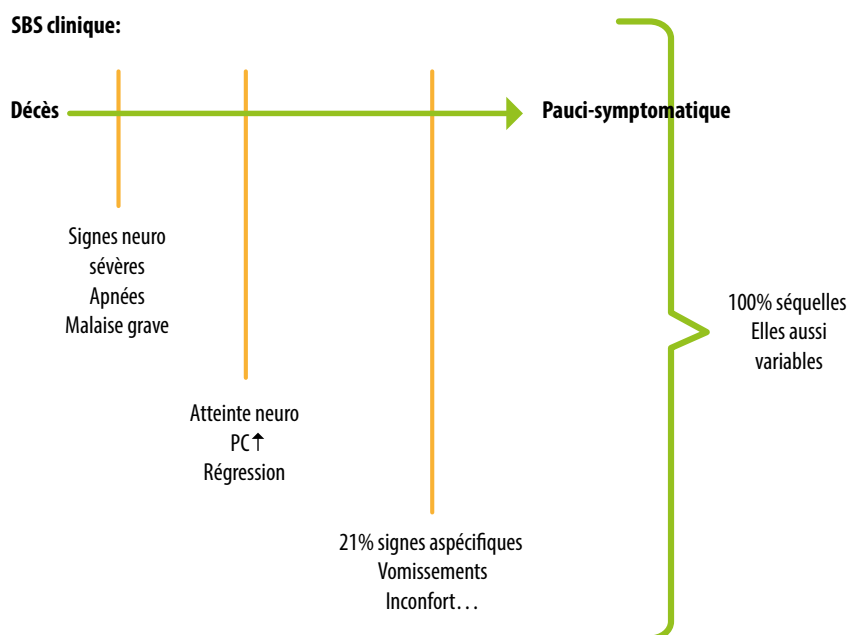 SBS clinique:
Décès
Pauci-symptomatique
Signes neuro
sévères
Apnées
Malaise grave
Atteinte neuro
PC↑
Régression
21% signes aspécifiques
Vomissements
Inconfort…
100% séquelles
Elles aussi
variables